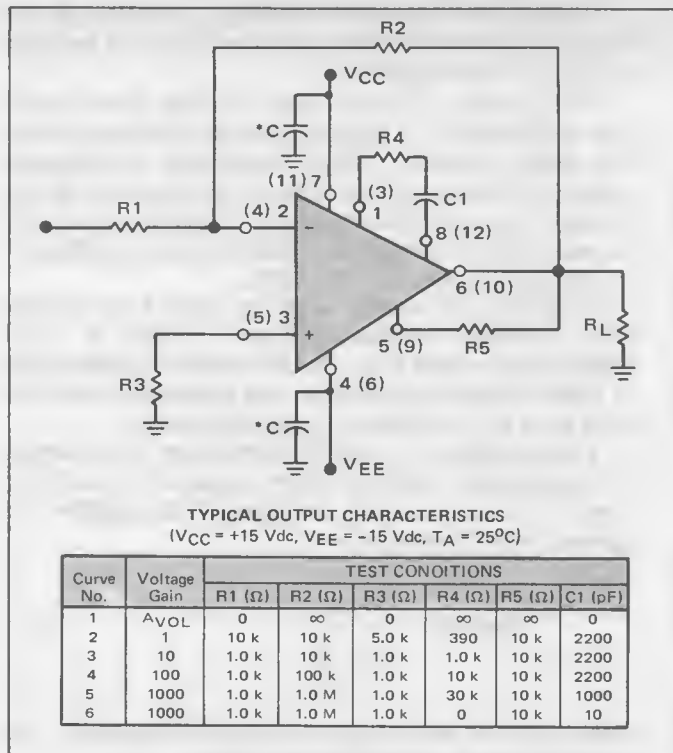 R2
VCC
*C
R4
(11) 7
(3)
1
C1
R1
(4) 2
8 (12)
−
6 (10)
(5) 3
+
5 (9)
R5
RL
R3
4 (6)
*C
VEE
TYPICAL OUTPUT CHARACTERISTICS
(VCC = +15 Vdc, VEE = −15 Vdc, TA = 25°C)
Curve No. Voltage Gain TEST CONDITIONS
R1 (Ω) R2 (Ω) R3 (Ω) R4 (Ω) R5 (Ω) C1 (pF)
1 AVOL 0 ∞ 0 ∞ ∞ 0
2 1 10 k 10 k 5.0 k 390 10 k 2200
3 10 1.0 k 10 k 1.0 k 1.0 k 10 k 2200
4 100 1.0 k 100 k 1.0 k 10 k 10 k 2200
5 1000 1.0 k 1.0 M 1.0 k 30 k 10 k 1000
6 1000 1.0 k 1.0 M 1.0 k 0 10 k 10